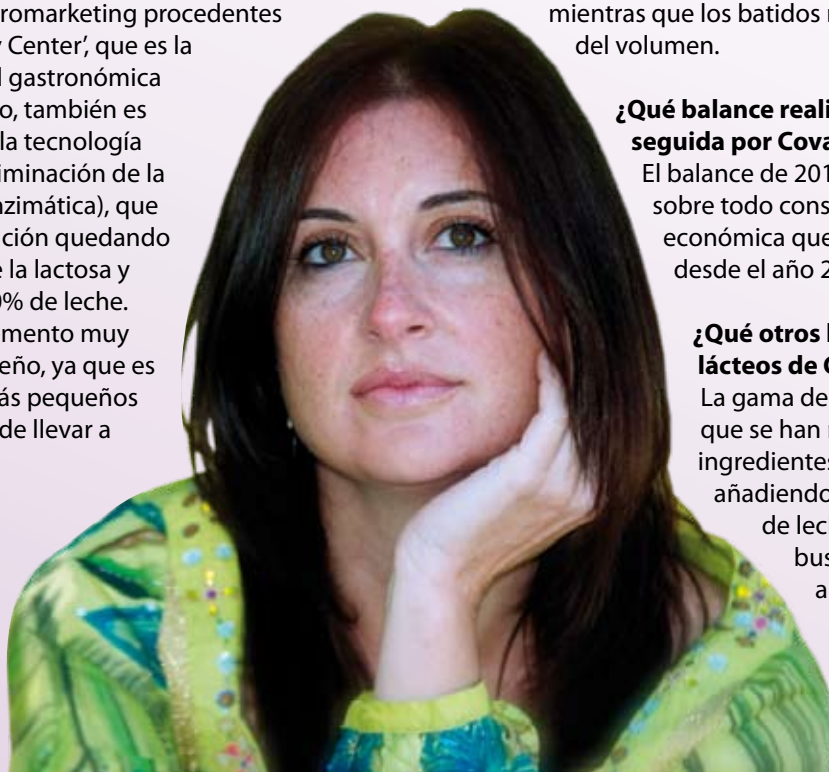 romarketing procedentes
Center', que es la
gastronómica
o, también es
la tecnología
iminación de la
nzimática), que
ción quedando
e la lactosa y
% de leche.
mento muy
eño, ya que es
ás pequeños
de llevar a
mientras que los batidos
del volumen.
¿Qué balance reali
seguida por Cova
El balance de 201
sobre todo cons
económica que
desde el año 2
¿Qué otros
lácteos de
La gama de
que se han
ingredientes
añadiendo
de lec
bus
a